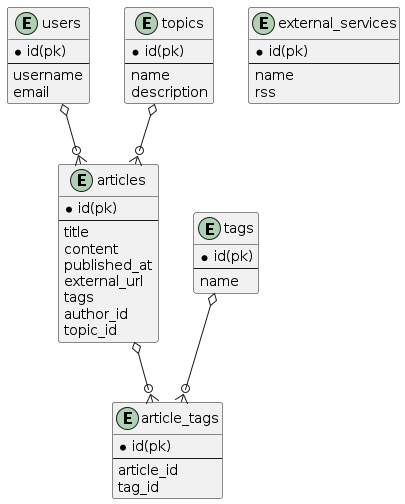 E users
* id(pk)
username
email
E topics
* id(pk)
name
description
E external_services
* id(pk)
name
rss
E articles
* id(pk)
title
content
published_at
external_url
tags
author_id
topic_id
E tags
* id(pk)
name
E article_tags
* id(pk)
article_id
tag_id